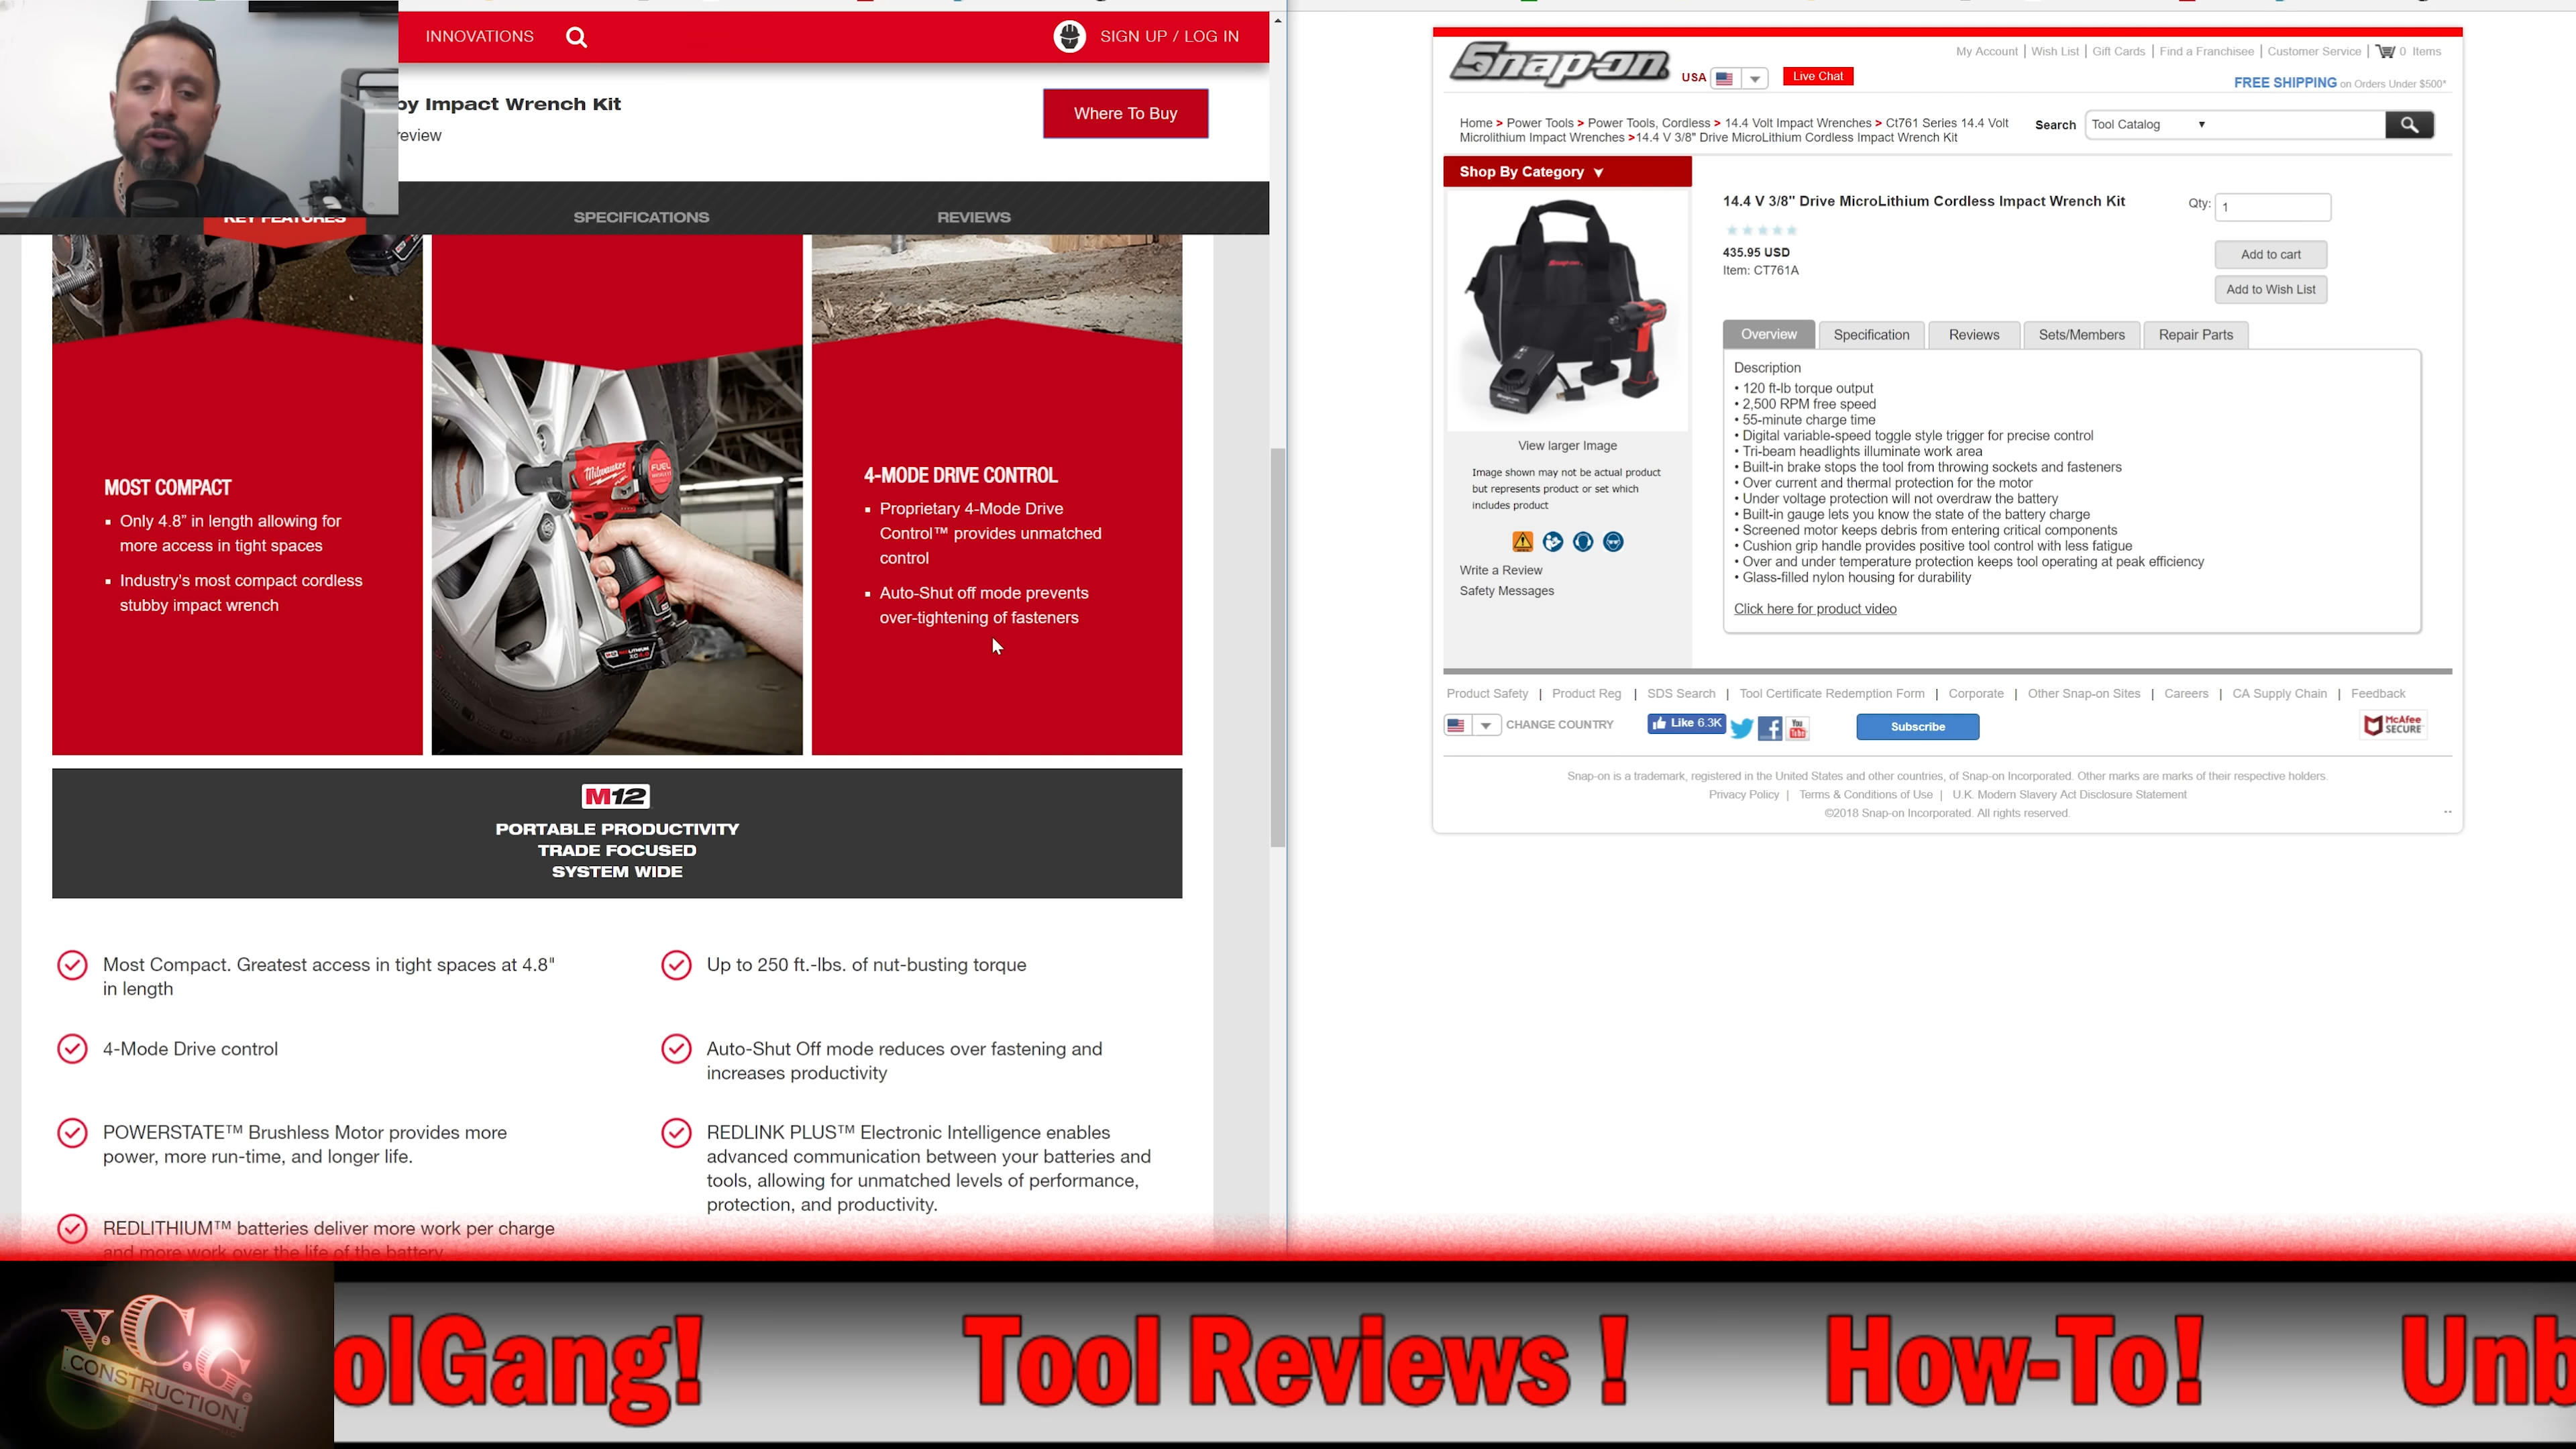 INNOVATIONS
SIGN UP / LOG IN
by Impact Wrench Kit
review
Where To Buy
KEY FEATURES
SPECIFICATIONS
REVIEWS
MOST COMPACT
▪ Only 4.8” in length allowing for
more access in tight spaces
▪ Industry's most compact cordless
stubby impact wrench
Milwaukee
FUEL
4-MODE DRIVE CONTROL
▪ Proprietary 4-Mode Drive
Control™ provides unmatched
control
▪ Auto-Shut off mode prevents
over-tightening of fasteners
M12
PORTABLE PRODUCTIVITY
TRADE FOCUSED
SYSTEM WIDE
Most Compact. Greatest access in tight spaces at 4.8"
in length
Up to 250 ft.-lbs. of nut-busting torque
4-Mode Drive control
Auto-Shut Off mode reduces over fastening and
increases productivity
POWERSTATE™ Brushless Motor provides more
power, more run-time, and longer life.
REDLINK PLUS™ Electronic Intelligence enables
advanced communication between your batteries and
tools, allowing for unmatched levels of performance,
protection, and productivity.
REDLITHIUM™ batteries deliver more work per charge
and more work over the life of the battery
Snap-on
USA
Live Chat
My Account | Wish List | Gift Cards | Find a Franchisee | Customer Service | 0 Items
FREE SHIPPING on Orders Under $500*
Home > Power Tools > Power Tools, Cordless > 14.4 Volt Impact Wrenches > Ct761 Series 14.4 Volt
Microlithium Impact Wrenches >14.4 V 3/8" Drive MicroLithium Cordless Impact Wrench Kit
Search
Tool Catalog
Shop By Category
14.4 V 3/8" Drive MicroLithium Cordless Impact Wrench Kit
Qty: 1
435.95 USD
Item: CT761A
Add to cart
Add to Wish List
Overview
Specification
Reviews
Sets/Members
Repair Parts
Description
• 120 ft-lb torque output
• 2,500 RPM free speed
• 55-minute charge time
• Digital variable-speed toggle style trigger for precise control
• Tri-beam headlights illuminate work area
• Built-in brake stops the tool from throwing sockets and fasteners
• Over current and thermal protection for the motor
• Under voltage protection will not overdraw the battery
• Built-in gauge lets you know the state of the battery charge
• Screened motor keeps debris from entering critical components
• Cushion grip handle provides positive tool control with less fatigue
• Over and under temperature protection keeps tool operating at peak efficiency
• Glass-filled nylon housing for durability
Click here for product video
View larger Image
Image shown may not be actual product
but represents product or set which
includes product
Write a Review
Safety Messages
Product Safety | Product Reg | SDS Search | Tool Certificate Redemption Form | Corporate | Other Snap-on Sites | Careers | CA Supply Chain | Feedback
CHANGE COUNTRY
Like 6.3K
You
Tube
Subscribe
McAfee
SECURE
Snap-on is a trademark, registered in the United States and other countries, of Snap-on Incorporated. Other marks are marks of their respective holders.
Privacy Policy | Terms & Conditions of Use | U.K. Modern Slavery Act Disclosure Statement
©2018 Snap-on Incorporated. All rights reserved.
V.C.G.
CONSTRUCTION
olGang! Tool Reviews ! How-To! Unb